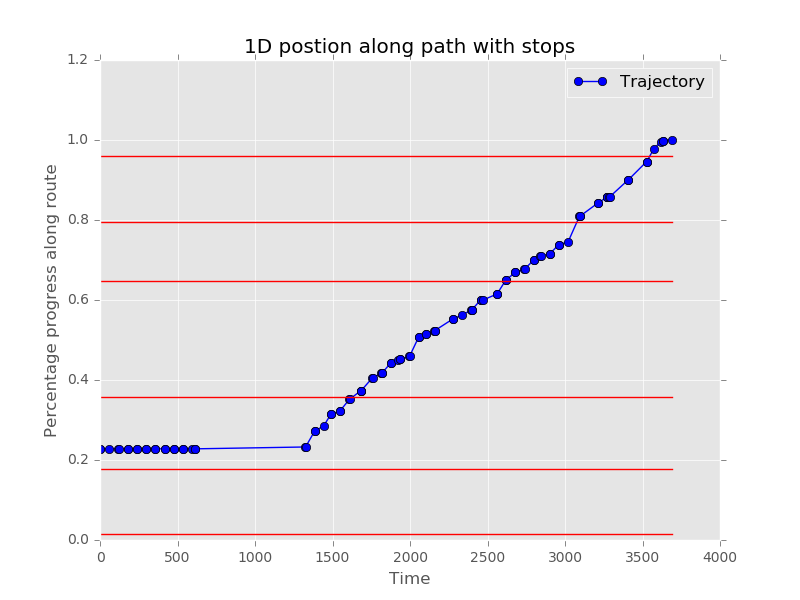 1D postion along path with stops
Trajectory
Percentage progress along route
1.2
1.0
0.8
0.6
0.4
0.2
0.0
0 500 1000 1500 2000 2500 3000 3500 4000
Time